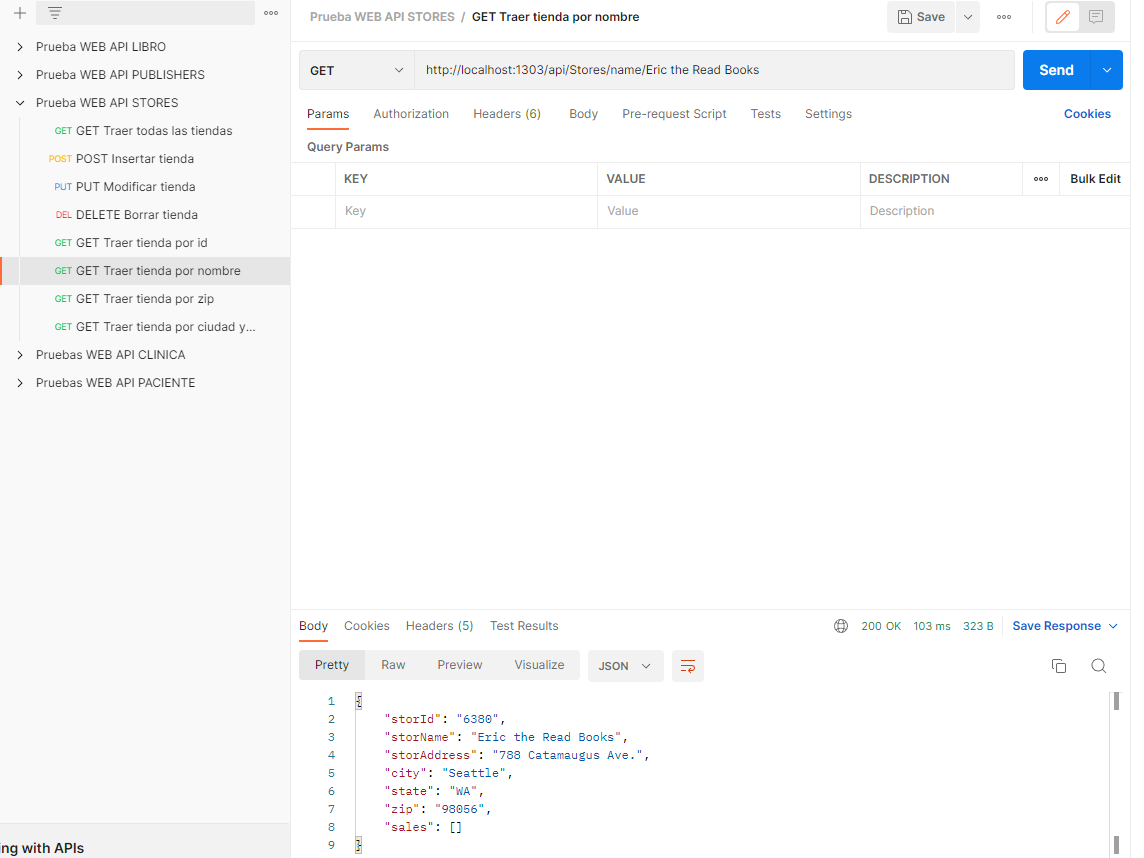 Prueba WEB API LIBRO
Prueba WEB API PUBLISHERS
Prueba WEB API STORES
GET GET Traer todas las tiendas
POST POST Insertar tienda
PUT PUT Modificar tienda
DEL DELETE Borrar tienda
GET GET Traer tienda por id
GET GET Traer tienda por nombre
GET GET Traer tienda por zip
GET GET Traer tienda por ciudad y...
Pruebas WEB API CLINICA
Pruebas WEB API PACIENTE
ing with APIs
Prueba WEB API STORES / GET Traer tienda por nombre
Save
GET http://localhost:1303/api/Stores/name/Eric the Read Books Send
Params Authorization Headers (6) Body Pre-request Script Tests Settings Cookies
Query Params
KEY VALUE DESCRIPTION Bulk Edit
Key Value Description
Body Cookies Headers (5) Test Results 200 OK 103 ms 323 B Save Response
Pretty Raw Preview Visualize JSON
1 {
2 "storId": "6380",
3 "storName": "Eric the Read Books",
4 "storAddress": "788 Catamaugus Ave.",
5 "city": "Seattle",
6 "state": "WA",
7 "zip": "98056",
8 "sales": []
9 }